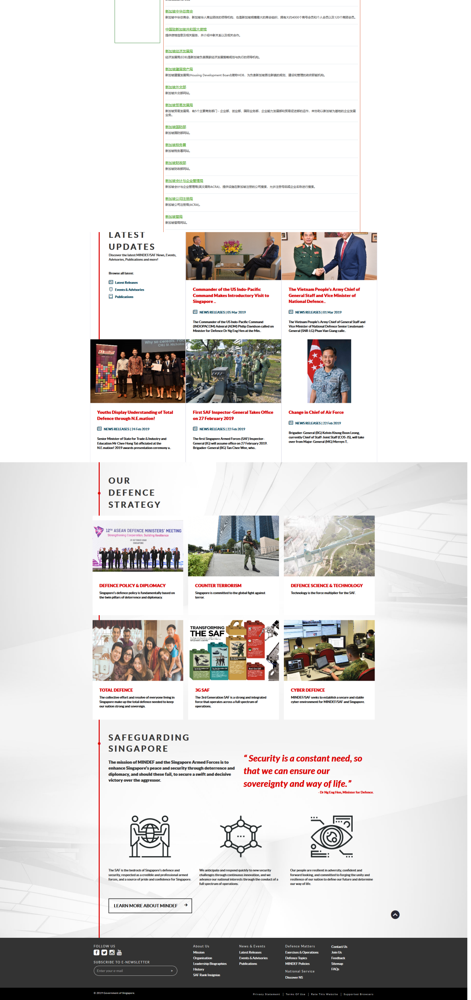 新加坡中华总商会
新加坡中华总商会，新加坡华人商业团体的领导机构，也是新加坡规模最大的商会组织，拥有大约4000个商号会员和个人会员以及120个商团会员。
中国驻新加坡共和国大使馆
提供使馆信息及相关服务，并介绍中新关系以及相关合作。
新加坡经济发展局
经济发展局(EDB)是新加坡负责国家经济发展策略规划与执行的领导机构。
新加坡建屋房产局
新加坡建屋发展局(Housing Development Board)简称HDB，为负责新加坡居住新镇的规划、建设和管理的政府职能机构。
新加坡外交部
新加坡外交部网站。
新加坡贸易发展局
新加坡贸易发展局，有5个主要商务部门 - 企业部、创业部、国际业务部，企业能力发展部和贸易促进部的运作，来协助以新加坡为基地的企业发展
业务。
新加坡国防部
新加坡国防部网站。
新加坡税务署
新加坡税务署网站。
新加坡财政部
新加坡财政部网站。
新加坡会计与企业管理局
新加坡会计与企业管理局(英文简称ACRA)，提供设施在新加坡注册的公司搜索，允许注册号码或企业名称进行搜索。
新加坡公司注册局
新加坡公司注册局(ACRA)。
新加坡警局
新加坡警局网站。
LATEST
UPDATES
Discover the latest MINDEF/SAF News, Events,
Advisories, Publications and more!
Browse all latest:
Latest Releases
Events & Advisories
Publications
Commander of the US Indo-Pacific
Command Makes Introductory Visit to
Singapore ..
NEWS RELEASES | 05 Mar 2019
The Commander of the US Indo-Pacific Command
(INDOPACOM) Admiral (ADM) Philip Davidson called on
Minister for Defence Dr Ng Eng Hen at the Min..
The Vietnam People's Army Chief of
General Staff and Vice Minister of
National Defence..
NEWS RELEASES | 01 Mar 2019
The Vietnam People's Army Chief of General Staff and
Vice Minister of National Defence Senior Lieutenant-
General (SNR-LG) Phan Van Giang calle..
Why so cereals:
CHIJ St. Nicholas
N.E.mation!
Youths Display Understanding of Total
Defence through N.E.mation!
NEWS RELEASES | 24 Feb 2019
Senior Minister of State for Trade & Industry and
Education Mr Chee Hong Tat officiated at the
N.E.mation! 2019 awards presentation ceremony a..
First SAF Inspector-General Takes Office
on 27 February 2019
NEWS RELEASES | 22 Feb 2019
The first Singapore Armed Forces (SAF) Inspector-
General (IG) will assume office on 27 February 2019.
Brigadier-General (BG) Tan Chee Wee, who..
Change in Chief of Air Force
NEWS RELEASES | 22 Feb 2019
Brigadier-General (BG) Kelvin Khong Boon Leong,
currently Chief of Staff-Joint Staff (COS-JS), will take
over from Major-General (MG) Mervyn T..
OUR
DEFENCE
STRATEGY
12TH ASEAN DEFENCE MINISTERS' MEETING
Strengthening Cooperation, Building Resilience
19 OCTOBER 2018
SINGAPORE
DEFENCE POLICY & DIPLOMACY
Singapore's defence policy is fundamentally based on
the twin pillars of deterrence and diplomacy.
COUNTER TERRORISM
Singapore is committed to the global fight against
terror.
DEFENCE SCIENCE & TECHNOLOGY
Technology is the force multiplier for the SAF.
TRANSFORMING
THE SAF
Next Gen SAF
TOTAL DEFENCE
The collective effort and resolve of everyone living in
Singapore make up the total defence needed to keep
our nation strong and sovereign.
3G SAF
The 3rd Generation SAF is a strong and integrated
force that operates across a full spectrum of
operations.
CYBER DEFENCE
MINDEF/SAF seeks to establish a secure and stable
cyber environment for MINDEF/SAF and Singapore.
SAFEGUARDING
SINGAPORE
The mission of MINDEF and the Singapore Armed Forces is to
enhance Singapore's peace and security through deterrence and
diplomacy, and should these fail, to secure a swift and decisive
victory over the aggressor.
“ Security is a constant need, so
that we can ensure our
sovereignty and way of life. ”
- Dr Ng Eng Hen, Minister for Defence.
The SAF is the bedrock of Singapore's defence and
security, respected as a credible and professional armed
forces, and a source of pride and confidence for Singapore.
We anticipate and respond quickly to new security
challenges through continuous innovation, and we
advance our national interests through the conduct of a
full spectrum of operations.
Our people are resilient in adversity, confident and
forward looking, and committed to forging the unity and
resilience of our nation to define our future and determine
our way of life.
LEARN MORE ABOUT MINDEF
FOLLOW US
You Tube
SUBSCRIBE TO E-NEWSLETTER
Enter your e-mail >
About Us
Mission
Organisation
Leadership Biographies
History
SAF Rank Insignias
News & Events
Latest Releases
Events & Advisories
Publications
Defence Matters
Exercises & Operations
Defence Topics
MINDEF Policies
National Service
Discover NS
Contact Us
Join Us
Feedback
Sitemap
FAQs
© 2019 Government of Singapore.
Privacy Statement | Terms Of Use | Rate This Website | Supported Browsers